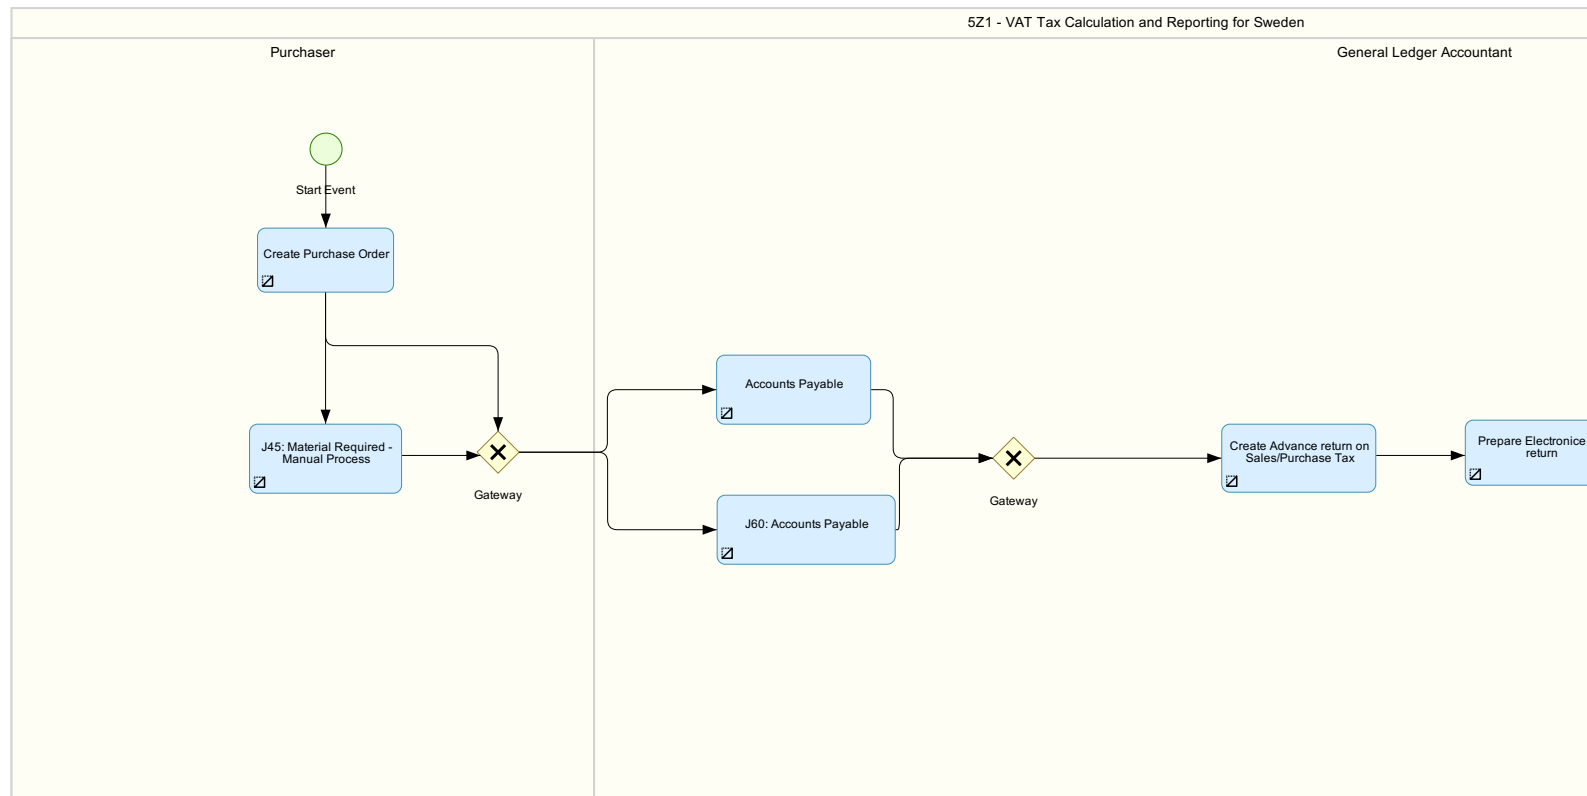 5Z1 - VAT Tax Calculation and Reporting for Sweden
Purchaser
General Ledger Accountant
Start Event
Create Purchase Order
Accounts Payable
J45: Material Required -
Manual Process
Gateway
J60: Accounts Payable
Gateway
Create Advance return on
Sales/Purchase Tax
Prepare Electronice
return